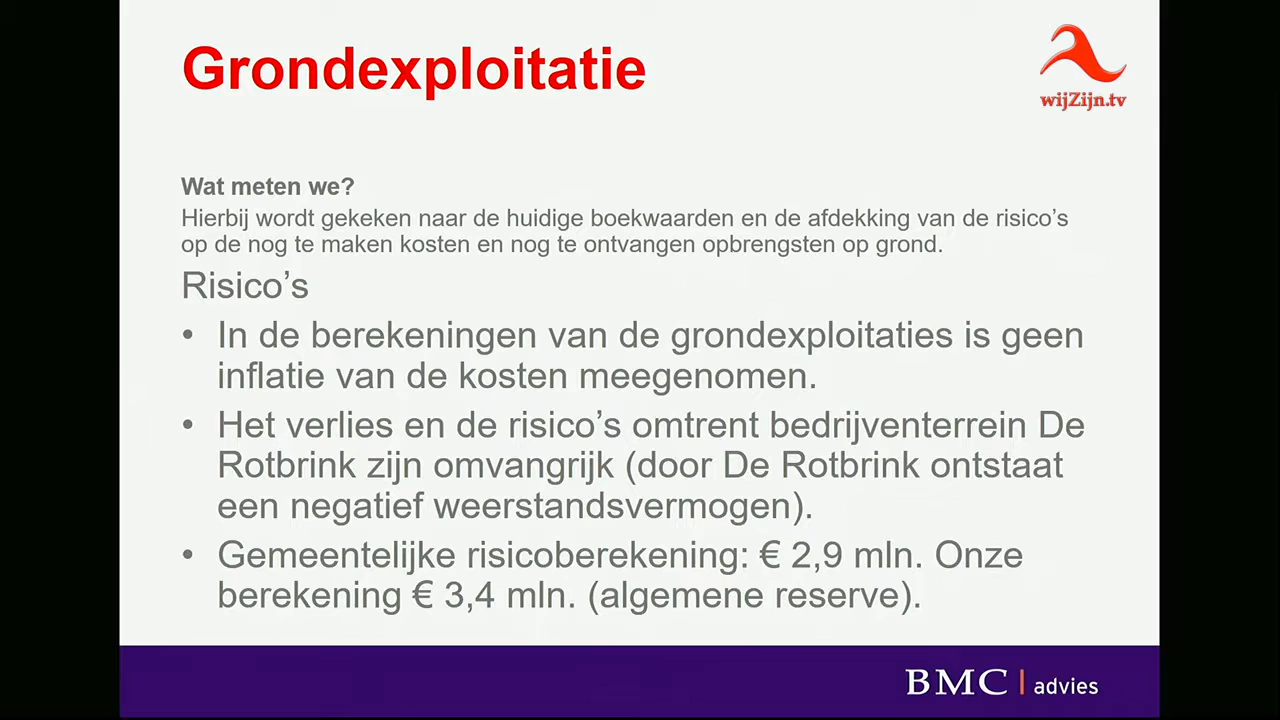 Grondexploitatie
wijZijn.tv
Wat meten we?
Hierbij wordt gekeken naar de huidige boekwaarden en de afdekking van de risico's
op de nog te maken kosten en nog te ontvangen opbrengsten op grond.
Risico's
• In de berekeningen van de grondexploitaties is geen
inflatie van de kosten meegenomen.
• Het verlies en de risico's omtrent bedrijventerrein De
Rotbrink zijn omvangrijk (door De Rotbrink ontstaat
een negatief weerstandsvermogen).
• Gemeentelijke risicoberekening: € 2,9 mln. Onze
berekening € 3,4 mln. (algemene reserve).
BMC | advies